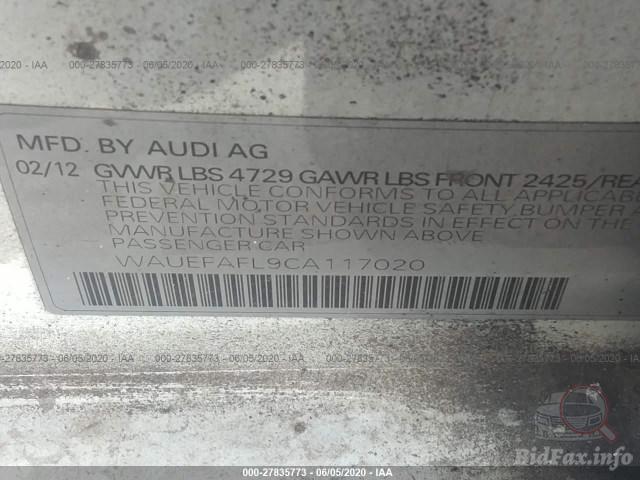 000-27835773 - 06/05/2020 - IAA
MFD. BY AUDI AG
02/12 GVWR LBS 4729 GAWR LBS FRONT 2425/REA
THIS VEHICLE CONFORMS TO ALL APPLICABL
FEDERAL MOTOR VEHICLE SAFETY, BUMPER
PREVENTION STANDARDS IN EFFECT ON THE
MANUFACTURE SHOWN ABOVE
PASSENGER CAR
WAUEFAFL9CA117020
000-27835773 - 06/05/2020 - IAA
BidFax.info
000-27835773 - 06/05/2020 - IAA